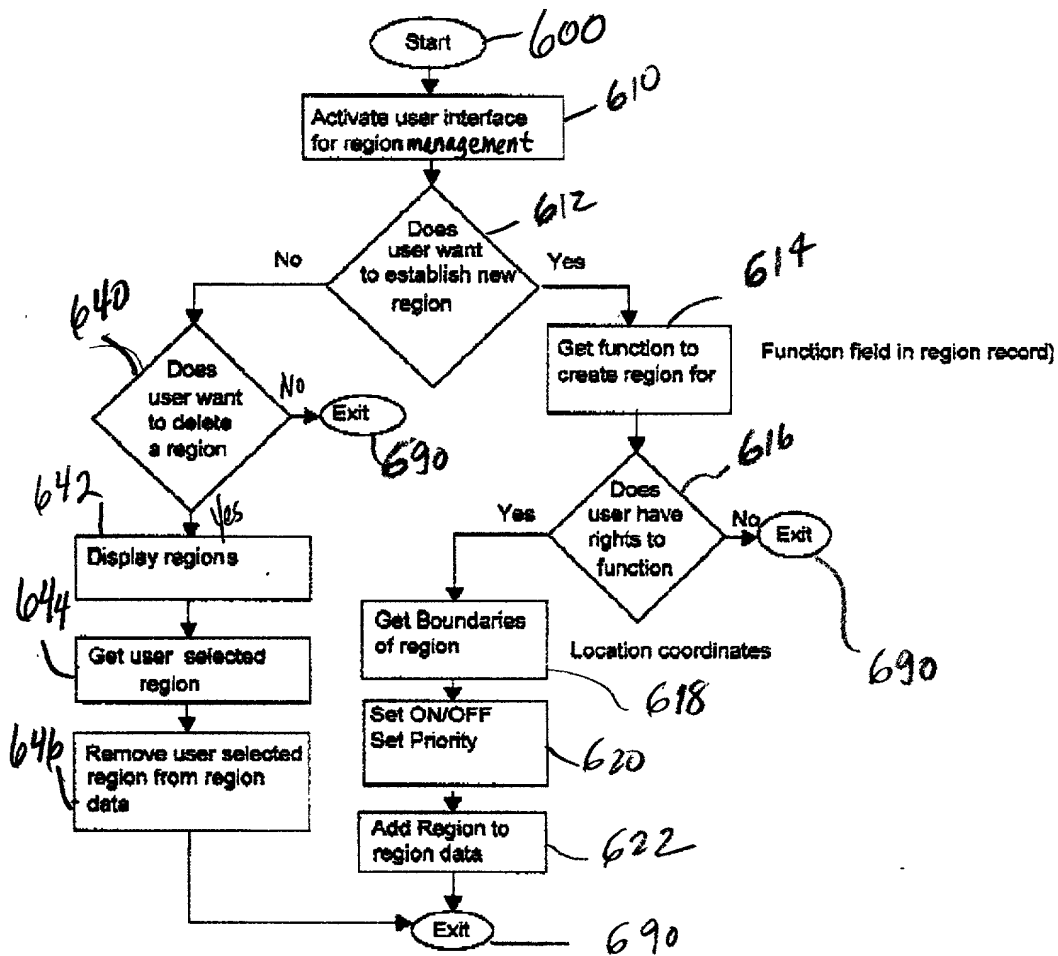 Start
600
Activate user interface
for region management
610
Does
user want
to establish new
region
612
No
Yes
614
640
Get function to
create region for
Function field in region record)
Does
user want
to delete
a region
No
Exit
690
616
Does
user have
rights to
function
Yes
No
Exit
690
642
Yes
Display regions
644
Get user selected
region
646
Remove user selected
region from region
data
Get Boundaries
of region
Location coordinates
618
Set ON/OFF
Set Priority
620
Add Region to
region data
622
Exit
690